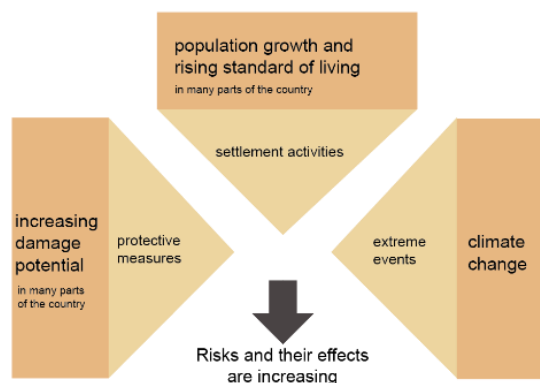 population growth and
rising standard of living
in many parts of the country
settlement activities
increasing
damage
potential
in many parts
of the country
protective
measures
extreme
events
climate
change
Risks and their effects
are increasing